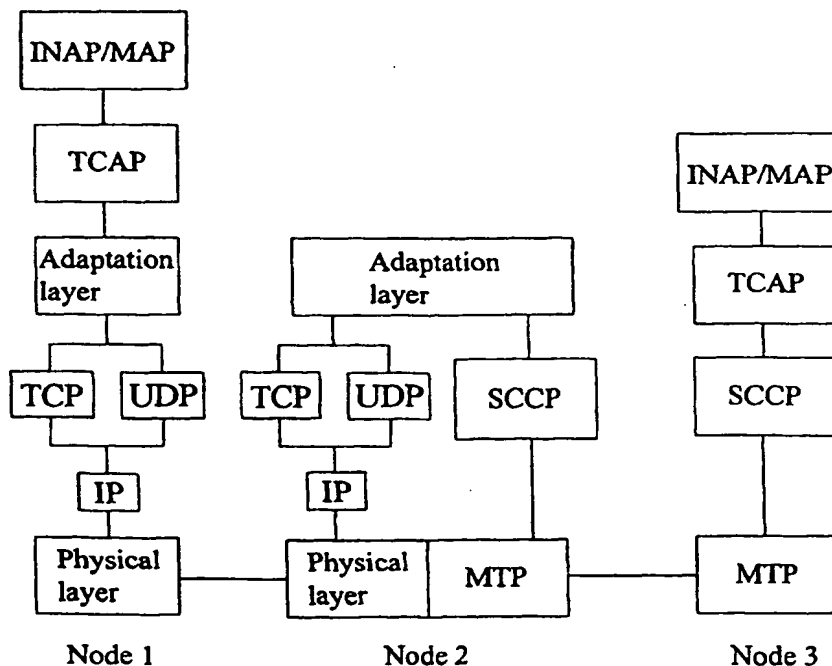 INAP/MAP
TCAP
Adaptation
layer
TCP
UDP
IP
Physical
layer
Node 1
Adaptation
layer
TCP
UDP
SCCP
IP
Physical
layer
MTP
Node 2
INAP/MAP
TCAP
SCCP
MTP
Node 3